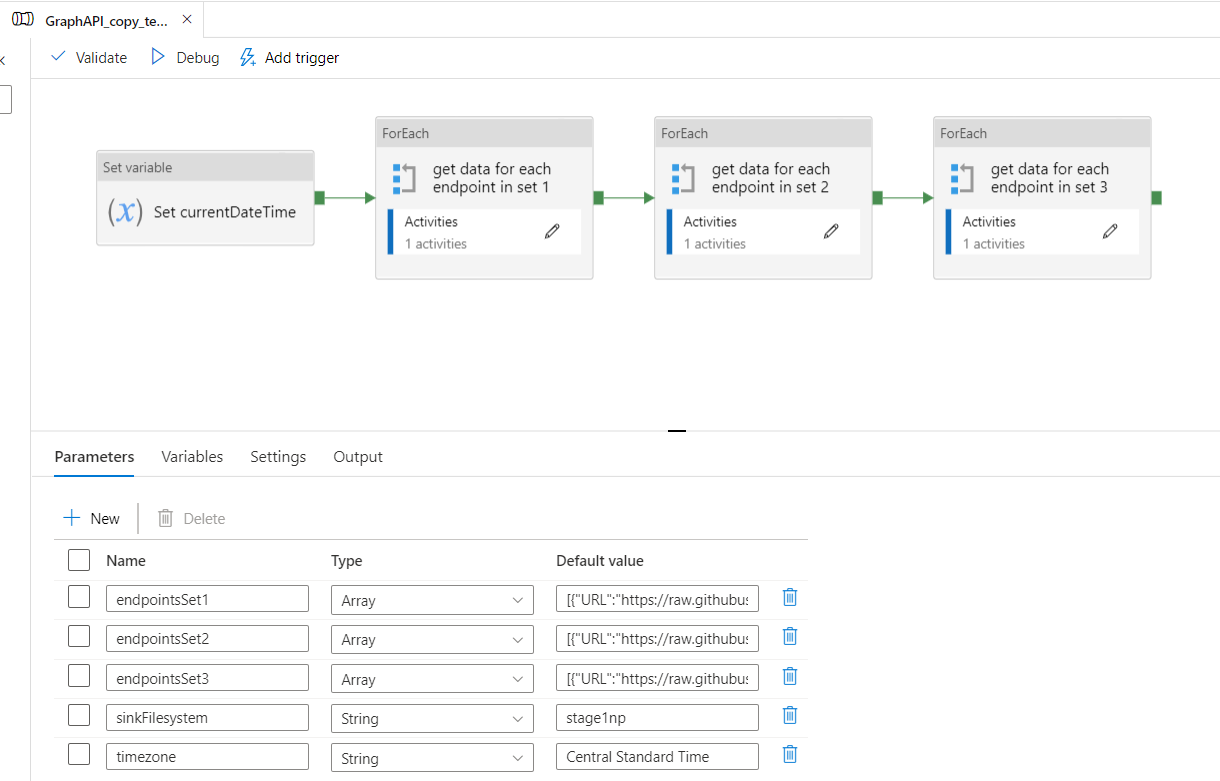 GraphAPI_copy_te...
Validate Debug Add trigger
Set variable
(x) Set currentDateTime
ForEach
get data for each
endpoint in set 1
Activities
1 activities
ForEach
get data for each
endpoint in set 2
Activities
1 activities
ForEach
get data for each
endpoint in set 3
Activities
1 activities
Parameters Variables Settings Output
New Delete
Name Type Default value
endpointsSet1 Array [{"URL":"https://raw.githubus
endpointsSet2 Array [{"URL":"https://raw.githubus
endpointsSet3 Array [{"URL":"https://raw.githubus
sinkFilesystem String stage1np
timezone String Central Standard Time